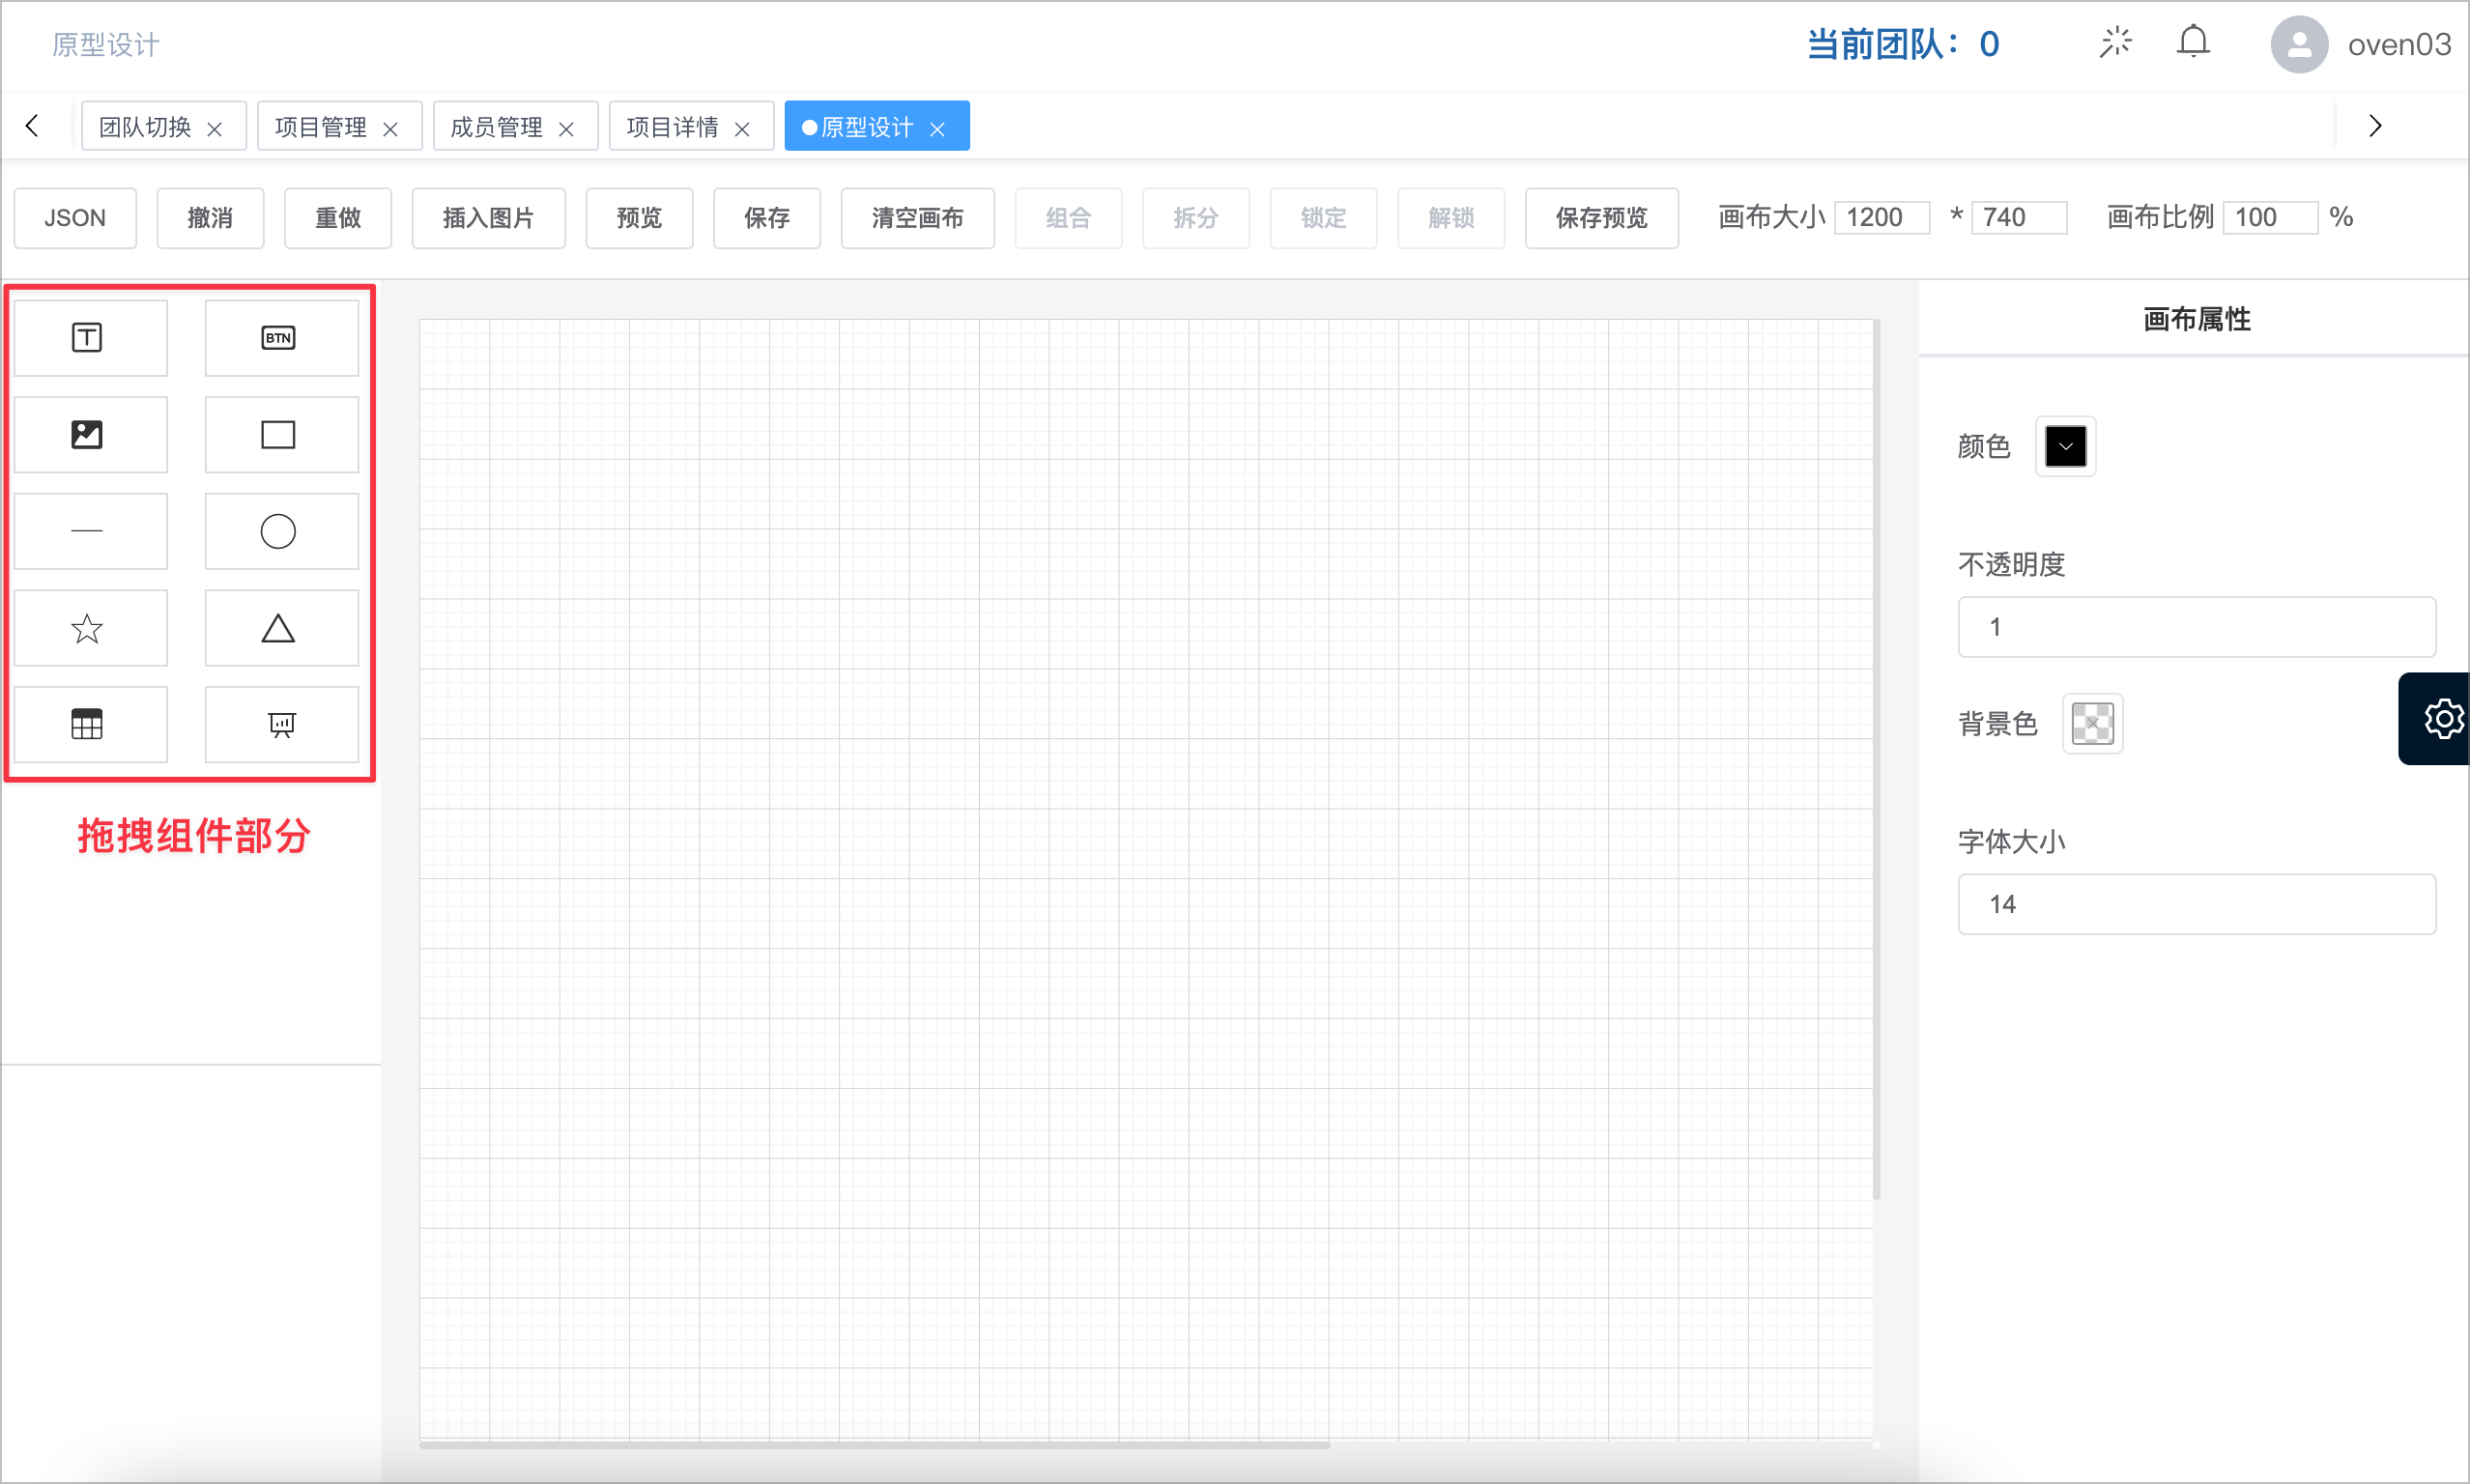 原型设计
当前团队：0
oven03
团队切换
项目管理
成员管理
项目详情
原型设计
JSON
撤消
重做
插入图片
预览
保存
清空画布
组合
拆分
锁定
解锁
保存预览
画布大小 1200 * 740
画布比例 100 %
T
BTN
拖拽组件部分
画布属性
颜色
不透明度
1
背景色
字体大小
14